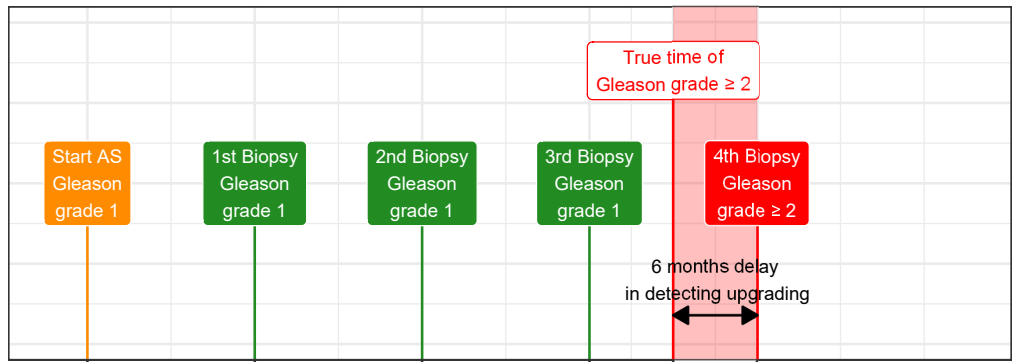 True time of
Gleason grade ≥ 2
Start AS
Gleason
grade 1
1st Biopsy
Gleason
grade 1
2nd Biopsy
Gleason
grade 1
3rd Biopsy
Gleason
grade 1
4th Biopsy
Gleason
grade ≥ 2
6 months delay
in detecting upgrading